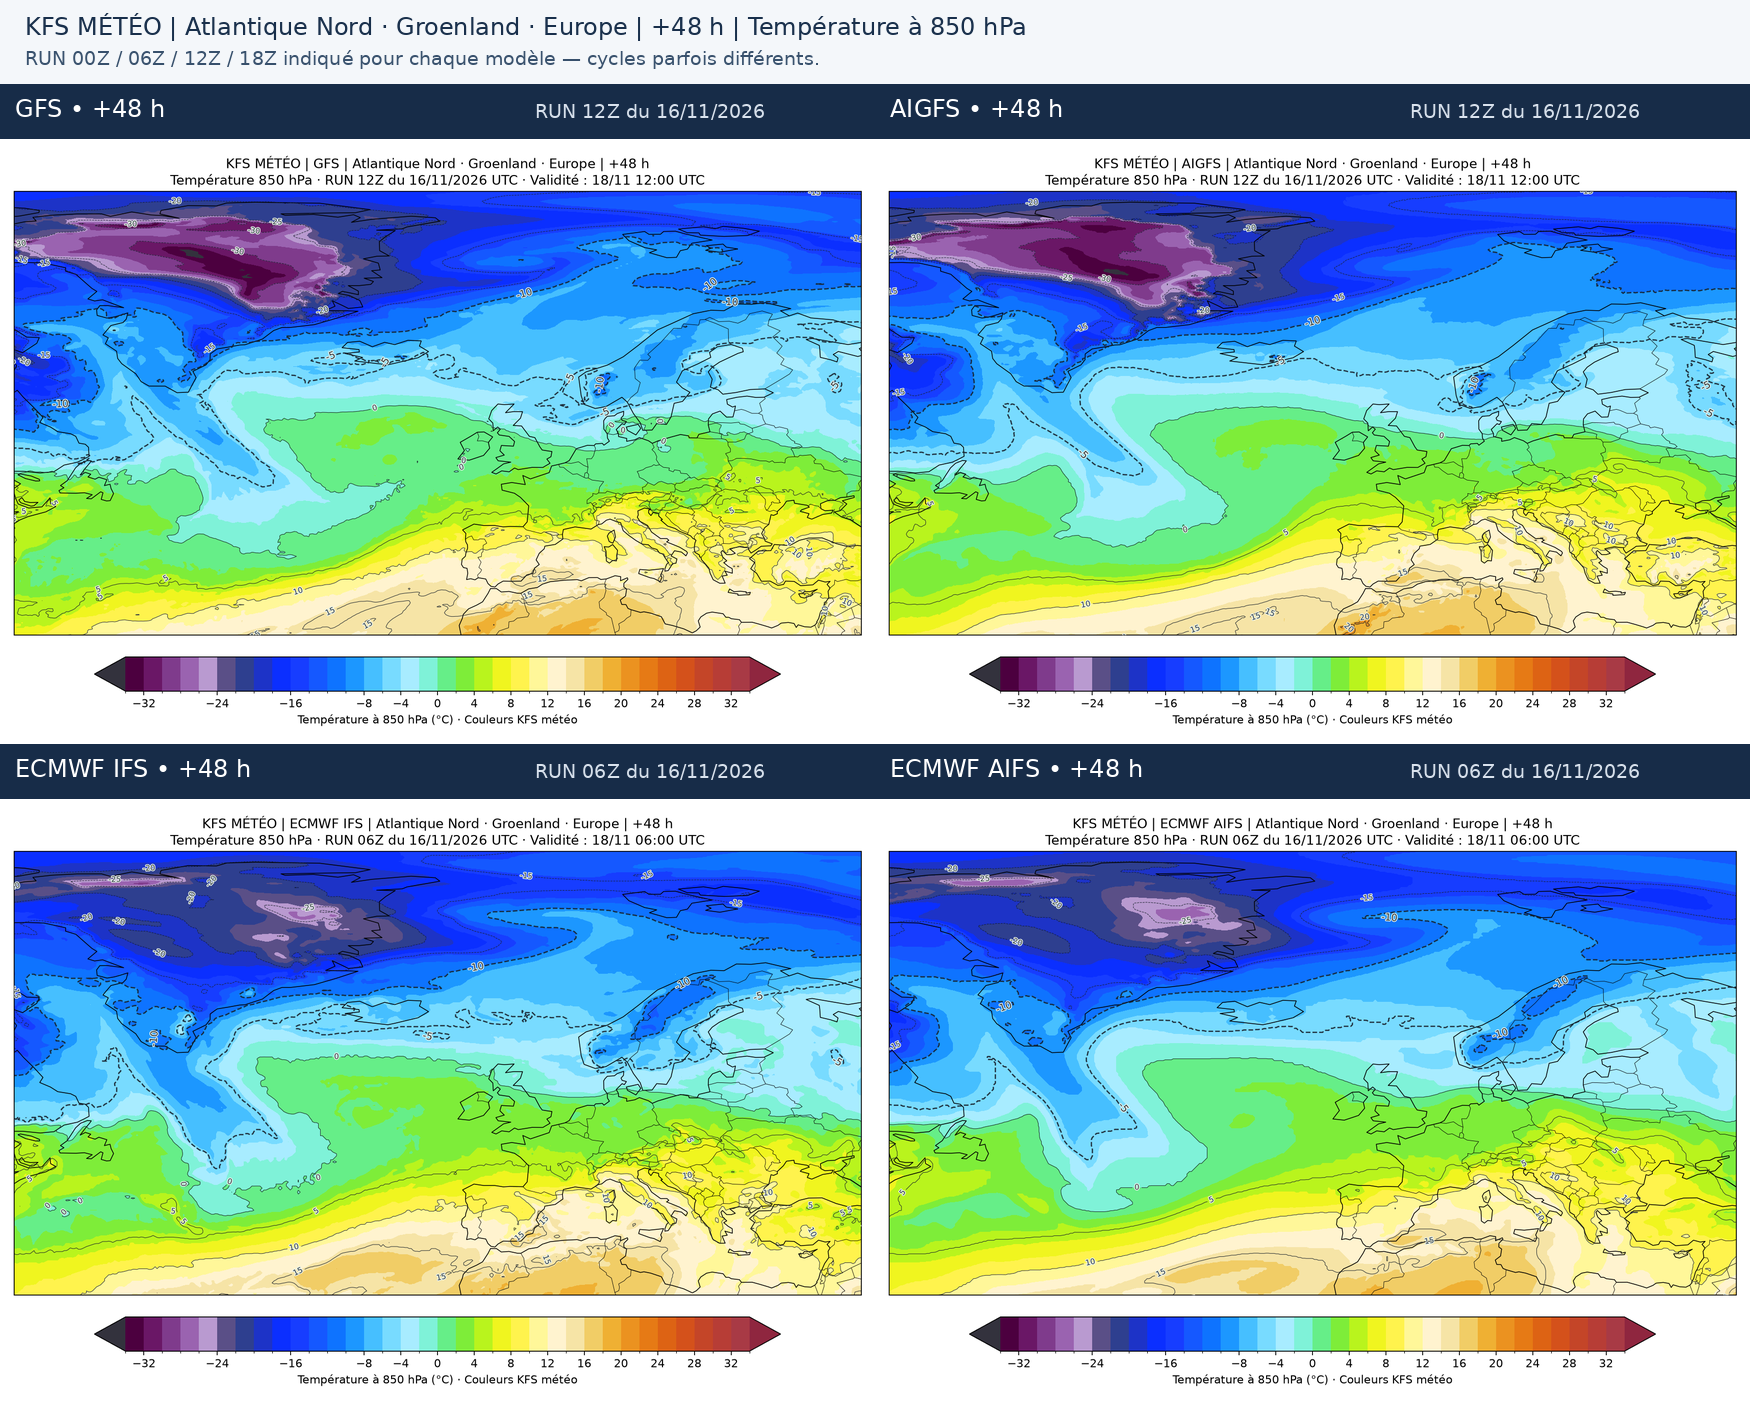 KFS MÉTÉO | Atlantique Nord · Groenland · Europe | +48 h | Température à 850 hPa
RUN 00Z / 06Z / 12Z / 18Z indiqué pour chaque modèle — cycles parfois différents.
GFS • +48 h
RUN 12Z du 16/11/2026
AIGFS • +48 h
RUN 12Z du 16/11/2026
KFS MÉTÉO | GFS | Atlantique Nord · Groenland · Europe | +48 h
Température 850 hPa · RUN 12Z du 16/11/2026 UTC · Validité : 18/11 12:00 UTC
KFS MÉTÉO | AIGFS | Atlantique Nord · Groenland · Europe | +48 h
Température 850 hPa · RUN 12Z du 16/11/2026 UTC · Validité : 18/11 12:00 UTC
−32 −24 −16 −8 −4 0 4 8 12 16 20 24 28 32
Température à 850 hPa (°C) · Couleurs KFS météo
−32 −24 −16 −8 −4 0 4 8 12 16 20 24 28 32
Température à 850 hPa (°C) · Couleurs KFS météo
ECMWF IFS • +48 h
RUN 06Z du 16/11/2026
ECMWF AIFS • +48 h
RUN 06Z du 16/11/2026
KFS MÉTÉO | ECMWF IFS | Atlantique Nord · Groenland · Europe | +48 h
Température 850 hPa · RUN 06Z du 16/11/2026 UTC · Validité : 18/11 06:00 UTC
KFS MÉTÉO | ECMWF AIFS | Atlantique Nord · Groenland · Europe | +48 h
Température 850 hPa · RUN 06Z du 16/11/2026 UTC · Validité : 18/11 06:00 UTC
−32 −24 −16 −8 −4 0 4 8 12 16 20 24 28 32
Température à 850 hPa (°C) · Couleurs KFS météo
−32 −24 −16 −8 −4 0 4 8 12 16 20 24 28 32
Température à 850 hPa (°C) · Couleurs KFS météo